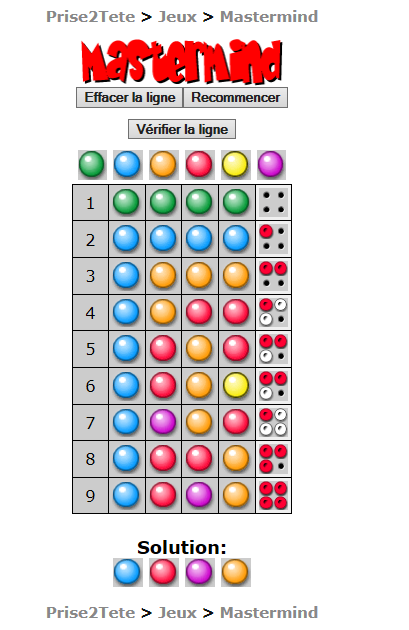 Prise2Tete > Jeux > Mastermind
Mastermind
Effacer la ligne Recommencer
Vérifier la ligne
1
2
3
4
5
6
7
8
9
Solution:
Prise2Tete > Jeux > Mastermind